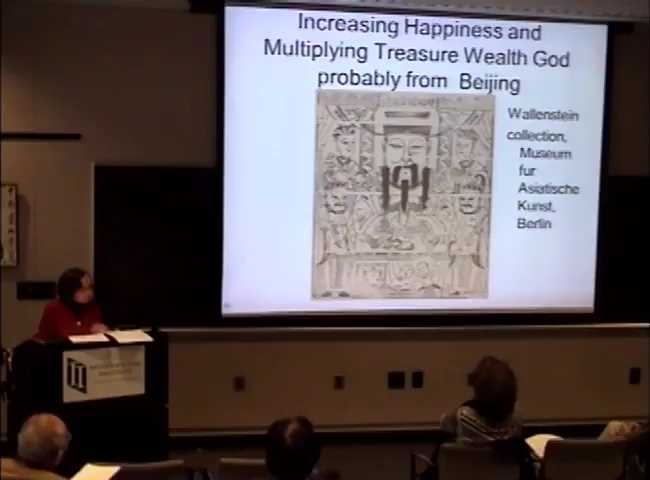 Increasing Happiness and
Multiplying Treasure Wealth God
probably from Beijing
Wallenstein
collection,
Museum
fur
Asiatische
Kunst,
Berlin